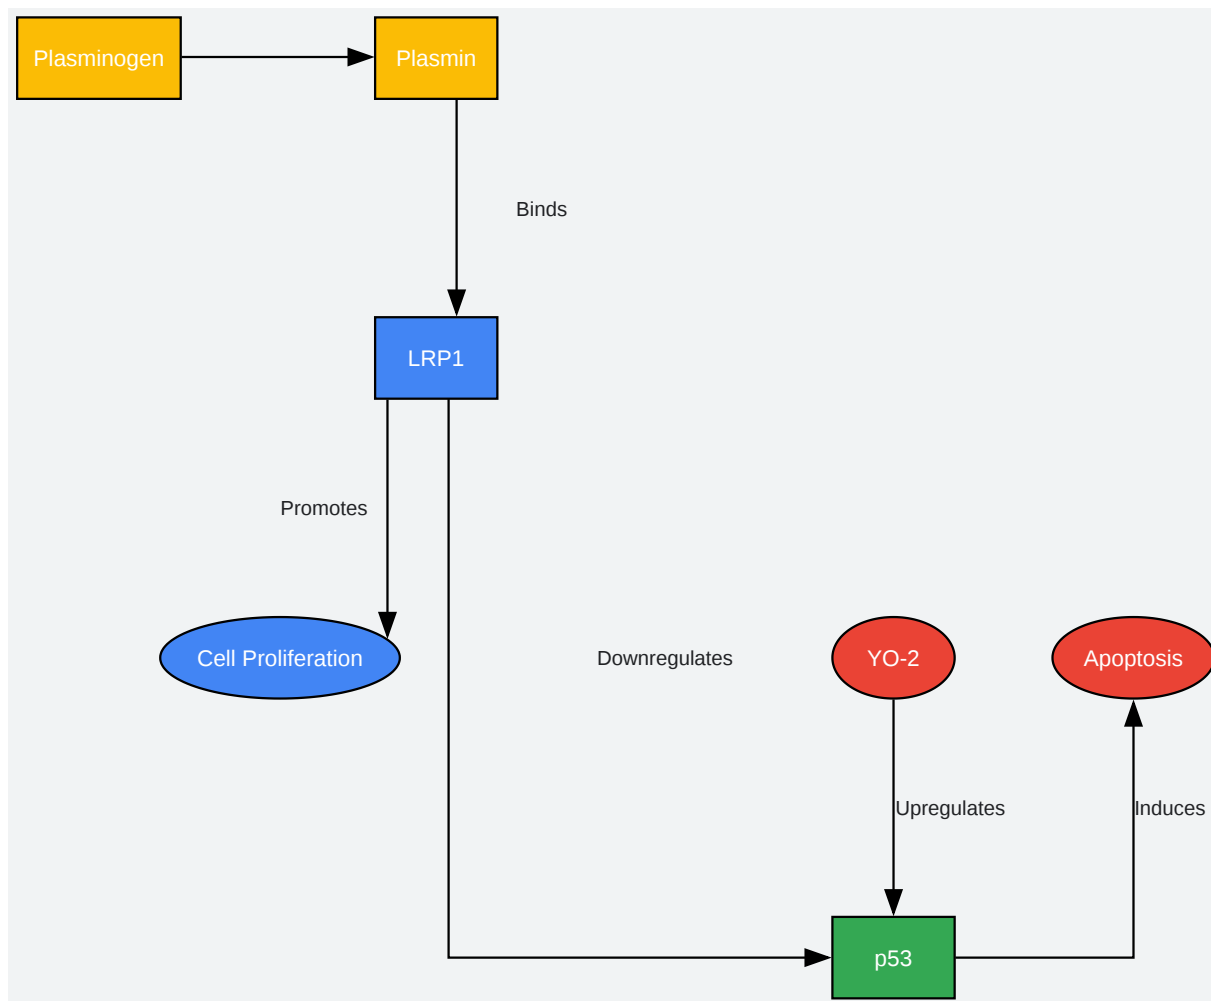 Plasminogen
Plasmin
Binds
LRP1
Promotes
Cell Proliferation
Downregulates
YO-2
Apoptosis
Upregulates
Induces
p53